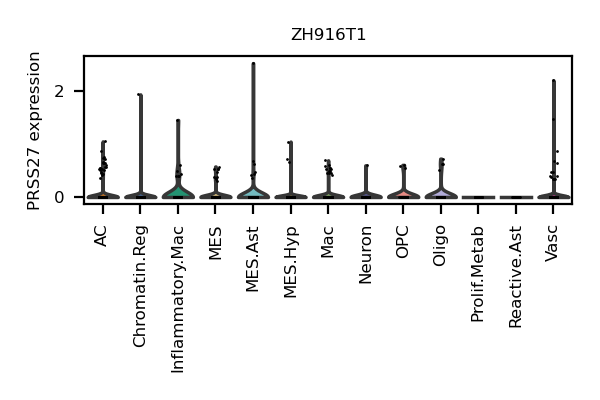 ZH916T1
PRSS27 expression
2
0
AC
Chromatin.Reg
Inflammatory.Mac
MES
MES.Ast
MES.Hyp
Mac
Neuron
OPC
Oligo
Prolif.Metab
Reactive.Ast
Vasc